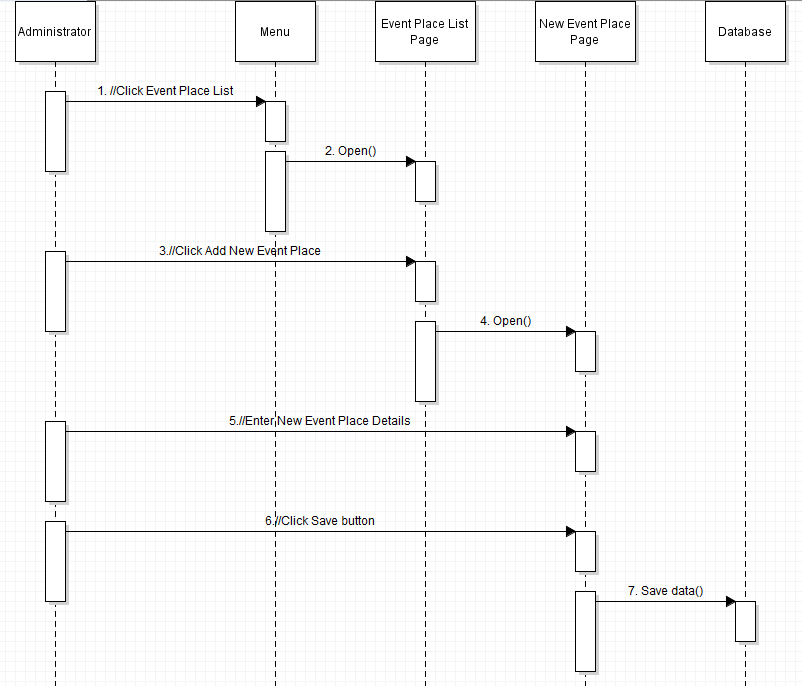 Administrator
Menu
Event Place List
Page
New Event Place
Page
Database
1. //Click Event Place List
2. Open()
3.//Click Add New Event Place
4. Open()
5.//Enter New Event Place Details
6.//Click Save button
7. Save data()